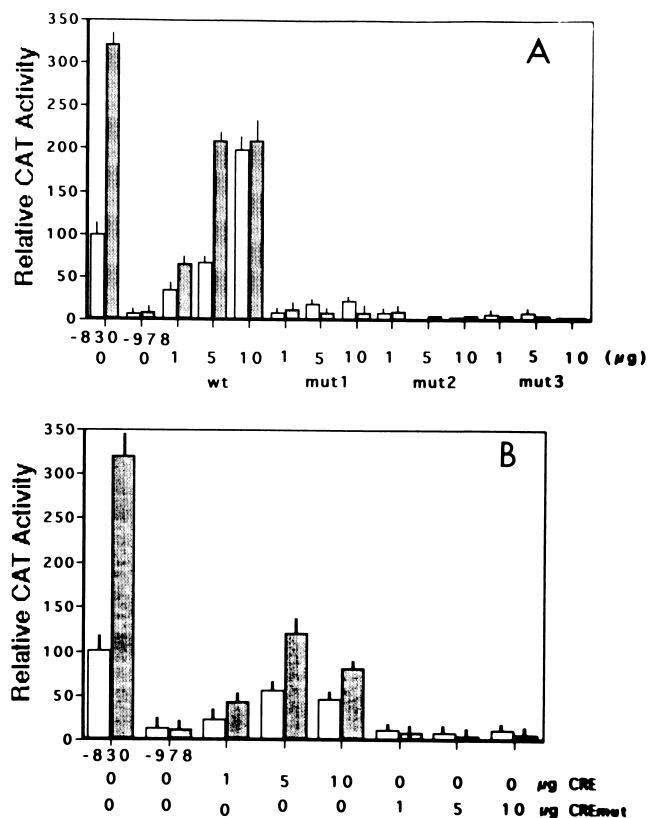 A
Relative CAT Activity
350
300
250
200
150
100
50
0
-830 -978
0 0 1 5 10 1 5 10 1 5 10 1 5 10 (µg)
wt mut1 mut2 mut3
B
Relative CAT Activity
350
300
250
200
150
100
50
0
-830 -978
0 0 1 5 10 0 0 0 µg CRE
0 0 0 0 0 1 5 10 µg CREmut